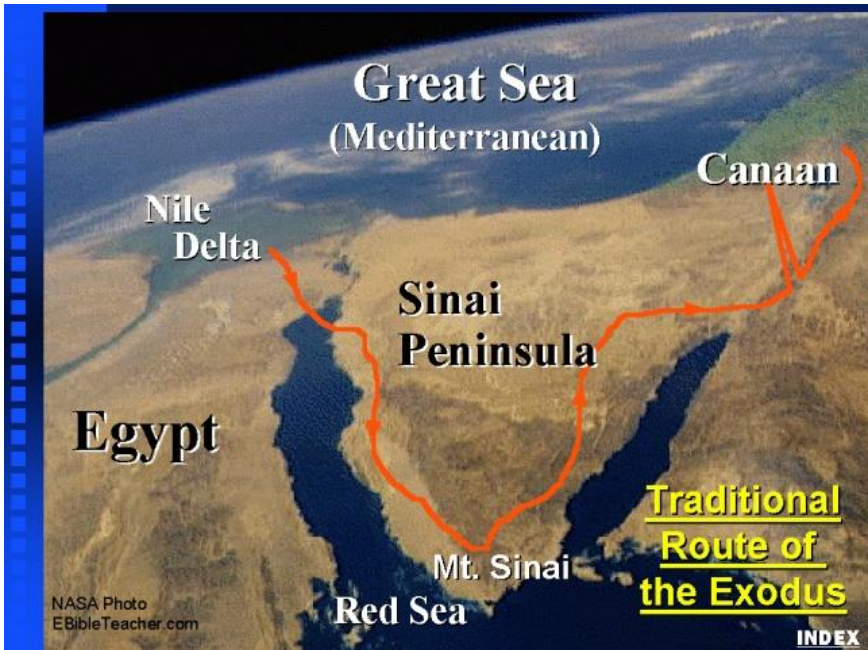 Great Sea
(Mediterranean)
Canaan
Nile
Delta
Sinai
Peninsula
Egypt
Traditional
Route of
the Exodus
Mt. Sinai
Red Sea
NASA Photo
EBibleTeacher.com
INDEX